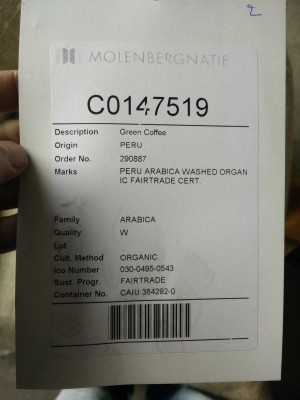 2
MOLENBERGNATIE
C0147519
Description Green Coffee
Origin PERU
Order No. 290887
Marks PERU ARABICA WASHED ORGAN
IC FAIRTRADE CERT.
Family ARABICA
Quality W
Lot
Cult. Method ORGANIC
Ico Number 030-0495-0543
Sust. Progr. FAIRTRADE
Container No. CAIU 384292-0